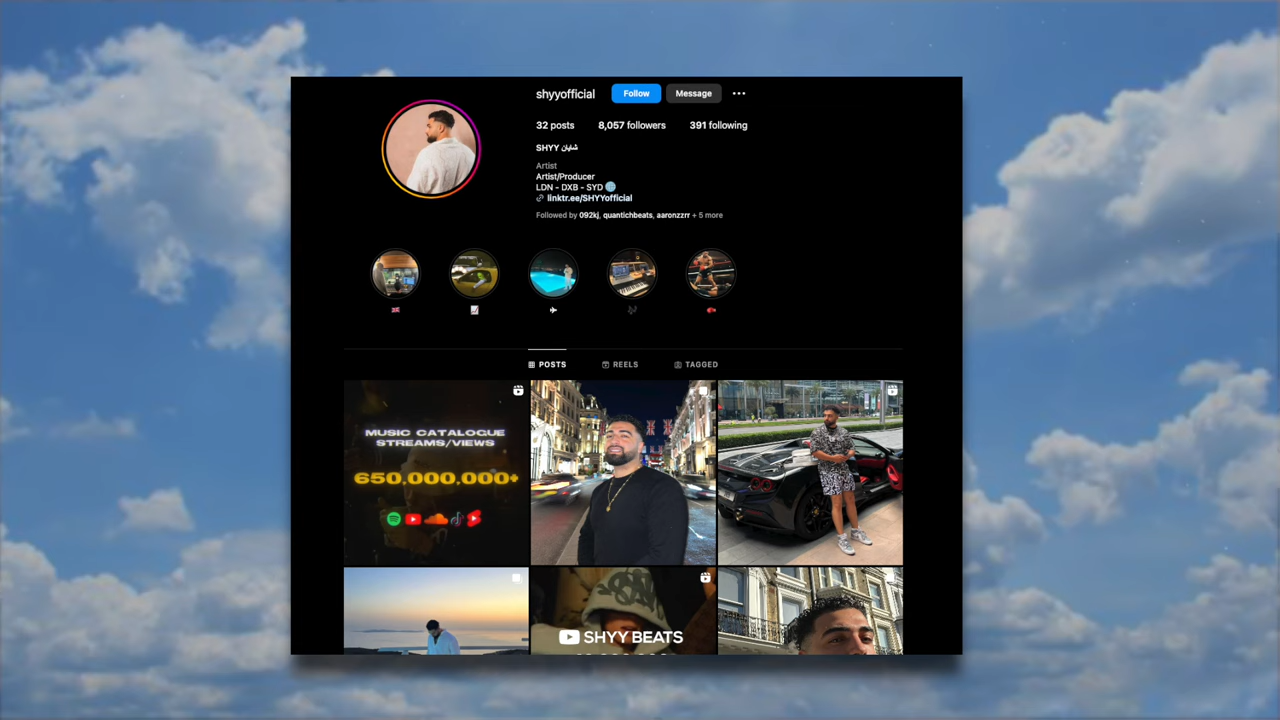 shyyofficial Follow Message
32 posts 8,057 followers 391 following
SHYY شایان
Artist
Artist/Producer
LDN - DXB - SYD
linktr.ee/SHYYofficial
Followed by 092kj, quantichbeats, aaronzzrr + 5 more
POSTS REELS TAGGED
MUSIC CATALOGUE
STREAMS/VIEWS
650.000.000+
SHYY BEATS